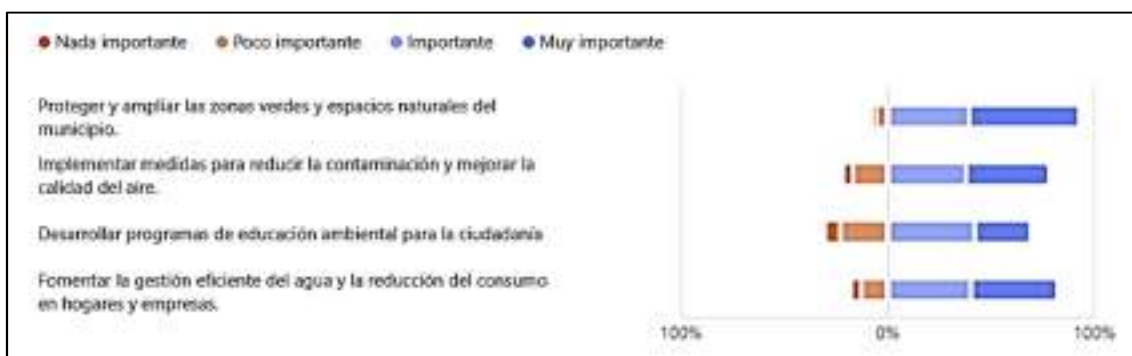 Nada importante Poco importante Importante Muy importante
Proteger y ampliar las zonas verdes y espacios naturales del
municipio.
Implementar medidas para reducir la contaminación y mejorar la
calidad del aire.
Desarrollar programas de educación ambiental para la ciudadanía
Fomentar la gestión eficiente del agua y la reducción del consumo
en hogares y empresas.
100% 0% 100%